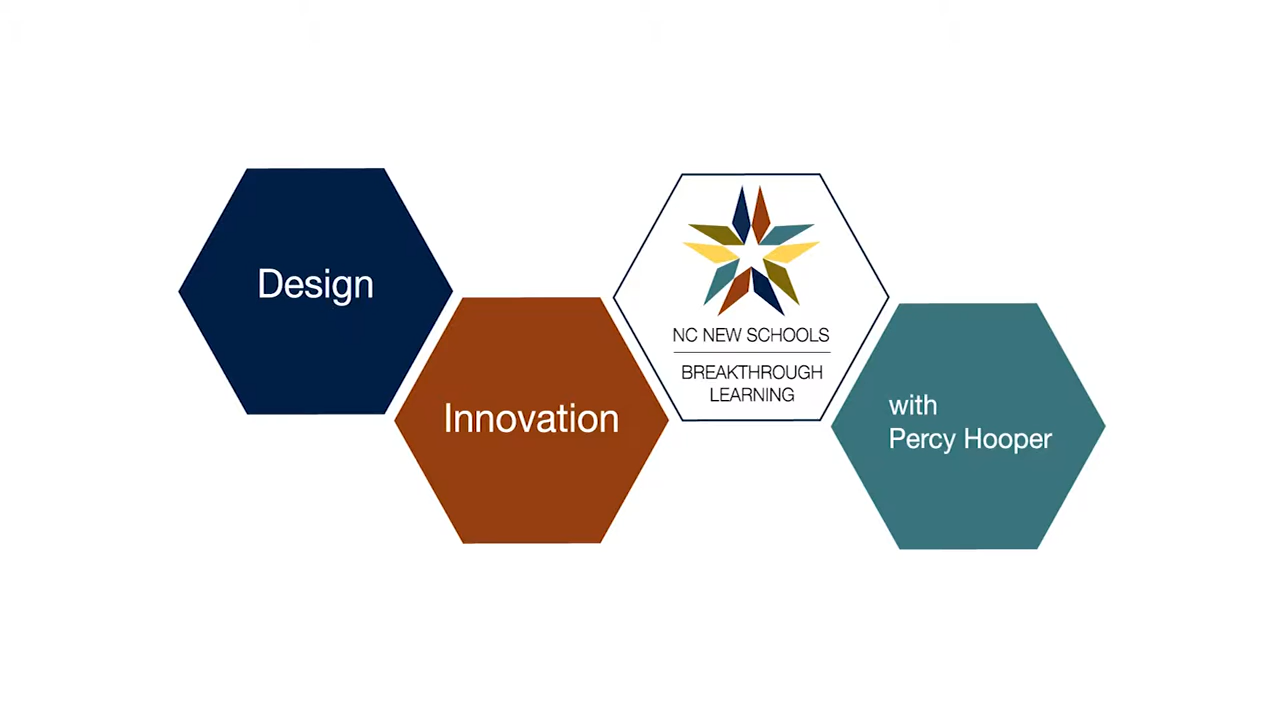 Design
Innovation
NC NEW SCHOOLS
BREAKTHROUGH
LEARNING
with
Percy Hooper